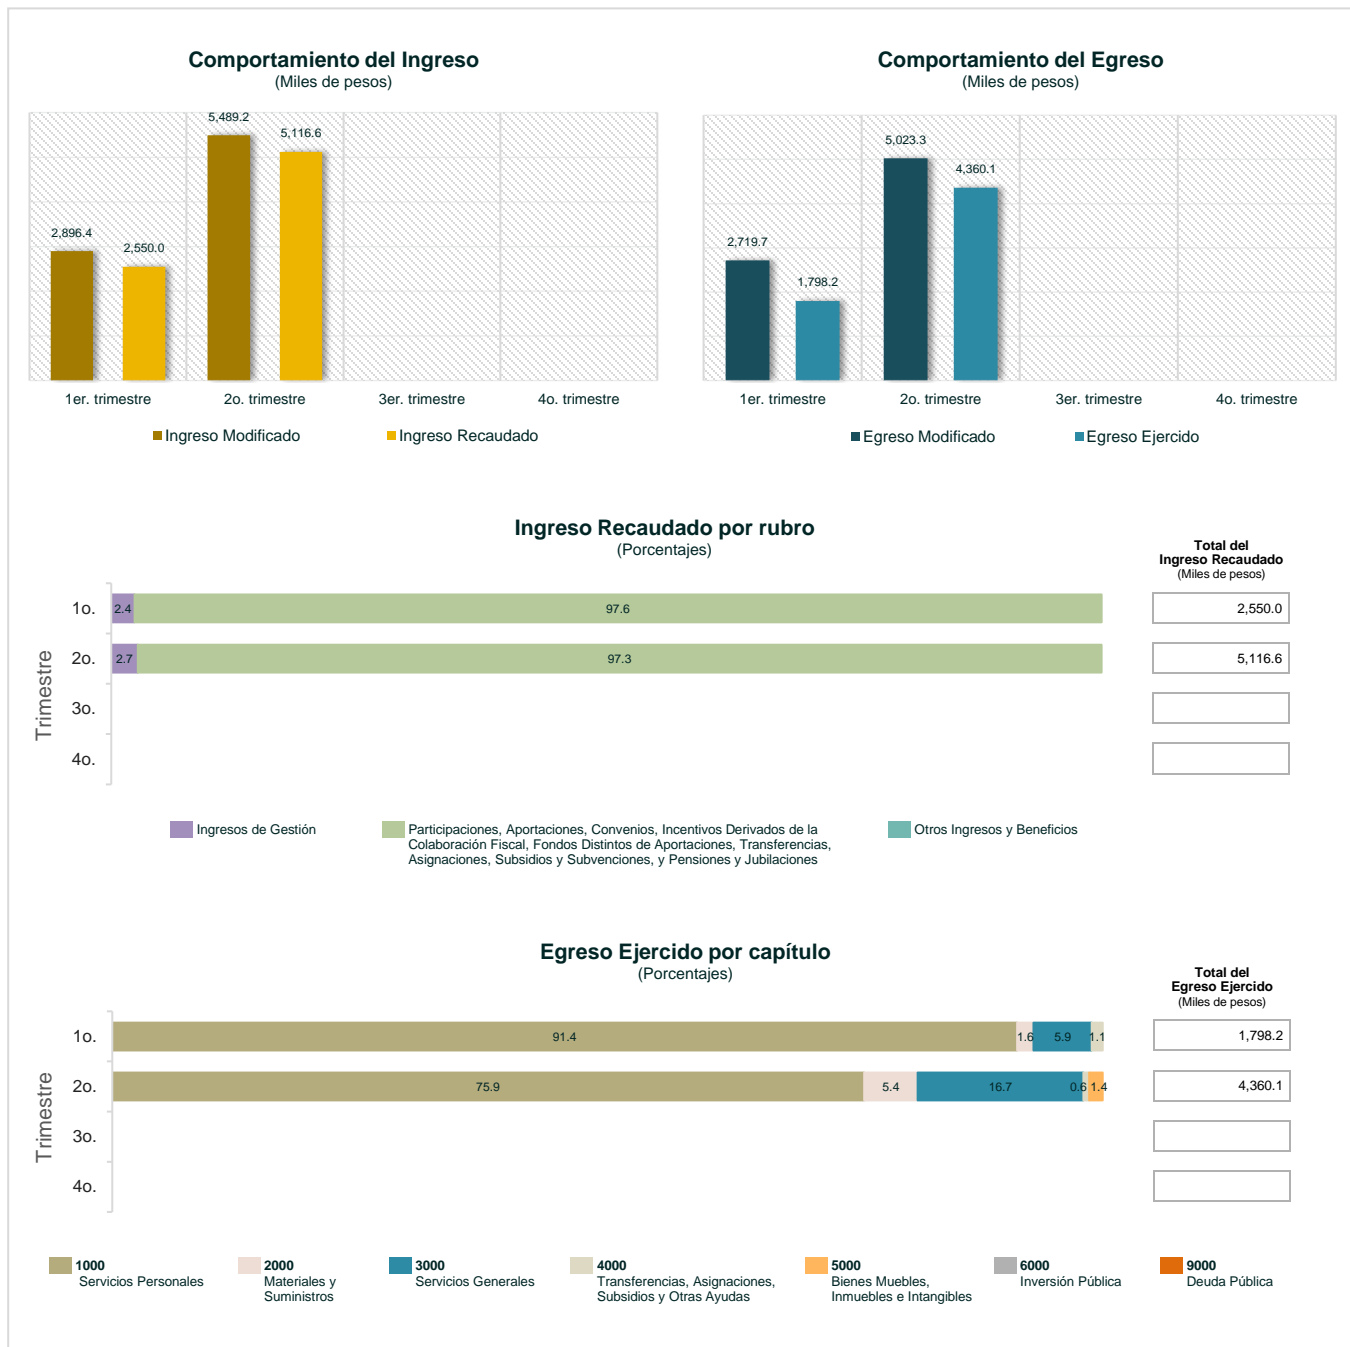 Comportamiento del Ingreso
(Miles de pesos)
5,489.2
5,116.6
2,896.4
2,550.0
1er. trimestre 2o. trimestre 3er. trimestre 4o. trimestre
Ingreso Modificado Ingreso Recaudado
Comportamiento del Egreso
(Miles de pesos)
5,023.3
4,360.1
2,719.7
1,798.2
1er. trimestre 2o. trimestre 3er. trimestre 4o. trimestre
Egreso Modificado Egreso Ejercido
Ingreso Recaudado por rubro
(Porcentajes)
Total del
Ingreso Recaudado
(Miles de pesos)
Trimestre
1o. 2.4 97.6 2,550.0
2o. 2.7 97.3 5,116.6
3o.
4o.
Ingresos de Gestión
Participaciones, Aportaciones, Convenios, Incentivos Derivados de la
Colaboración Fiscal, Fondos Distintos de Aportaciones, Transferencias,
Asignaciones, Subsidios y Subvenciones, y Pensiones y Jubilaciones
Otros Ingresos y Beneficios
Egreso Ejercido por capítulo
(Porcentajes)
Total del
Egreso Ejercido
(Miles de pesos)
Trimestre
1o. 91.4 1.6 5.9 1.1 1,798.2
2o. 75.9 5.4 16.7 0.6 1.4 4,360.1
3o.
4o.
1000
Servicios Personales
2000
Materiales y
Suministros
3000
Servicios Generales
4000
Transferencias, Asignaciones,
Subsidios y Otras Ayudas
5000
Bienes Muebles,
Inmuebles e Intangibles
6000
Inversión Pública
9000
Deuda Pública